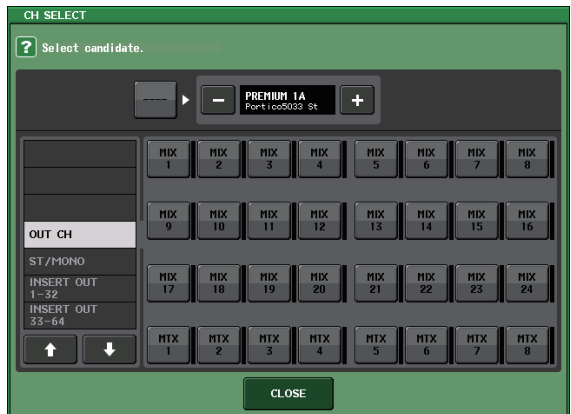 CH SELECT
? Select candidate.
----
− PREMIUM 1A +
Portico5033 St
OUT CH
ST/MONO
INSERT OUT
1-32
INSERT OUT
33-64
MIX 1 MIX 2 MIX 3 MIX 4 MIX 5 MIX 6 MIX 7 MIX 8
MIX 9 MIX 10 MIX 11 MIX 12 MIX 13 MIX 14 MIX 15 MIX 16
MIX 17 MIX 18 MIX 19 MIX 20 MIX 21 MIX 22 MIX 23 MIX 24
MTX 1 MTX 2 MTX 3 MTX 4 MTX 5 MTX 6 MTX 7 MTX 8
CLOSE